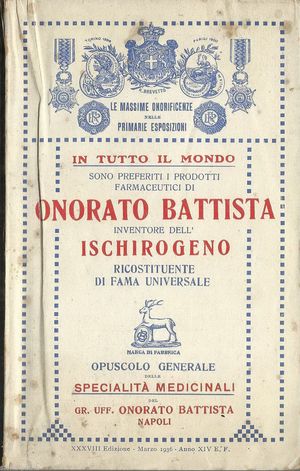 TORINO 1898
PARIGI 1900
R. BREVETTO
LE MASSIME ONORIFICENZE
NELLE
PRIMARIE ESPOSIZIONI
IN TUTTO IL MONDO
SONO PREFERITI I PRODOTTI
FARMACEUTICI DI
ONORATO BATTISTA
INVENTORE DELL'
ISCHIROGENO
RICOSTITUENTE
DI FAMA UNIVERSALE
MARCA DI FABBRICA
OPUSCOLO GENERALE
DELLE
SPECIALITÀ MEDICINALI
DEL
GR. UFF. ONORATO BATTISTA
NAPOLI
XXXVIII Edizione - Marzo 1936 - Anno XIV E. F.